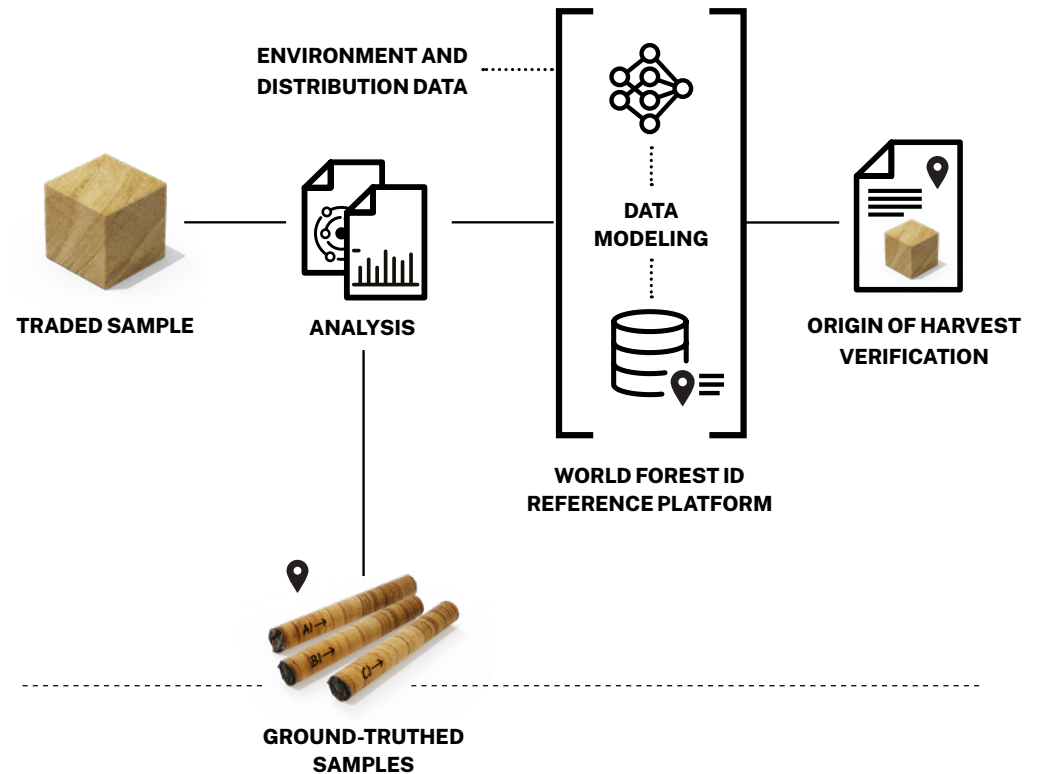 ENVIRONMENT AND
DISTRIBUTION DATA
DATA
MODELING
TRADED SAMPLE
ANALYSIS
ORIGIN OF HARVEST
VERIFICATION
WORLD FOREST ID
REFERENCE PLATFORM
A1→
B1→
C1→
GROUND-TRUTHED
SAMPLES